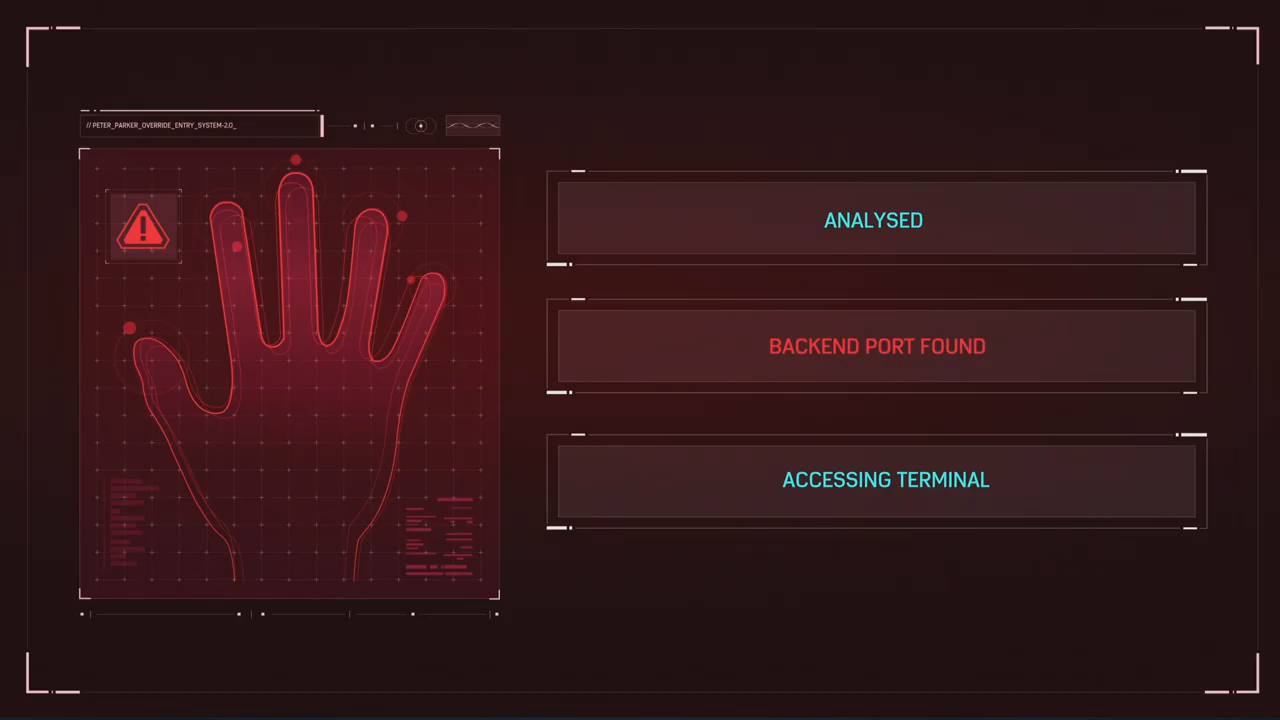 // PETER_PARKER_OVERRIDE_ENTRY_SYSTEM-2.0_
ANALYSED
BACKEND PORT FOUND
ACCESSING TERMINAL